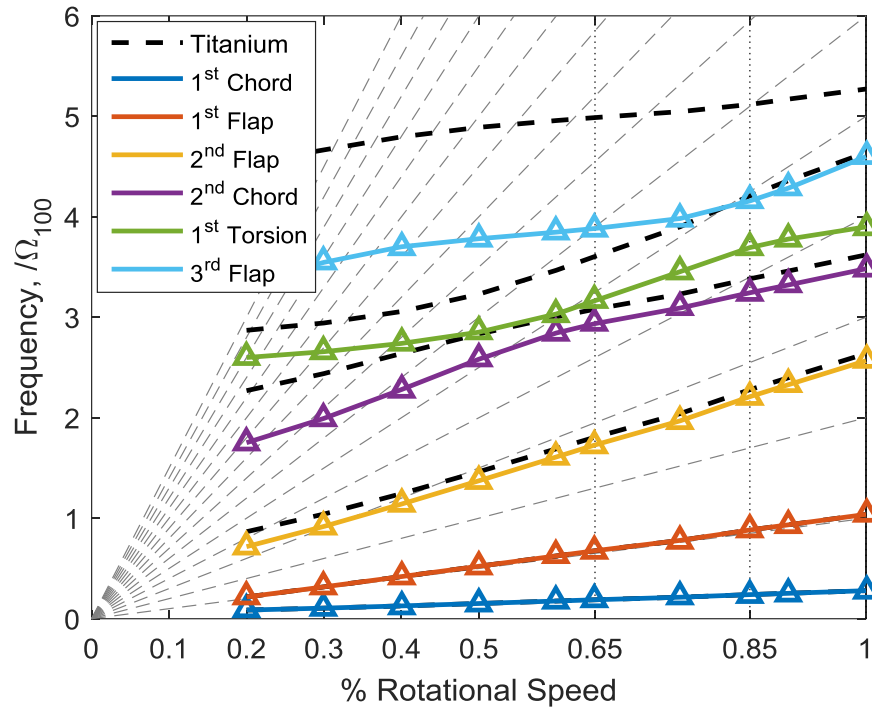 6
5
4
3
2
1
0
Frequency, /Ω100
Titanium
1st Chord
1st Flap
2nd Flap
2nd Chord
1st Torsion
3rd Flap
0 0.1 0.2 0.3 0.4 0.5 0.65 0.85 1
% Rotational Speed